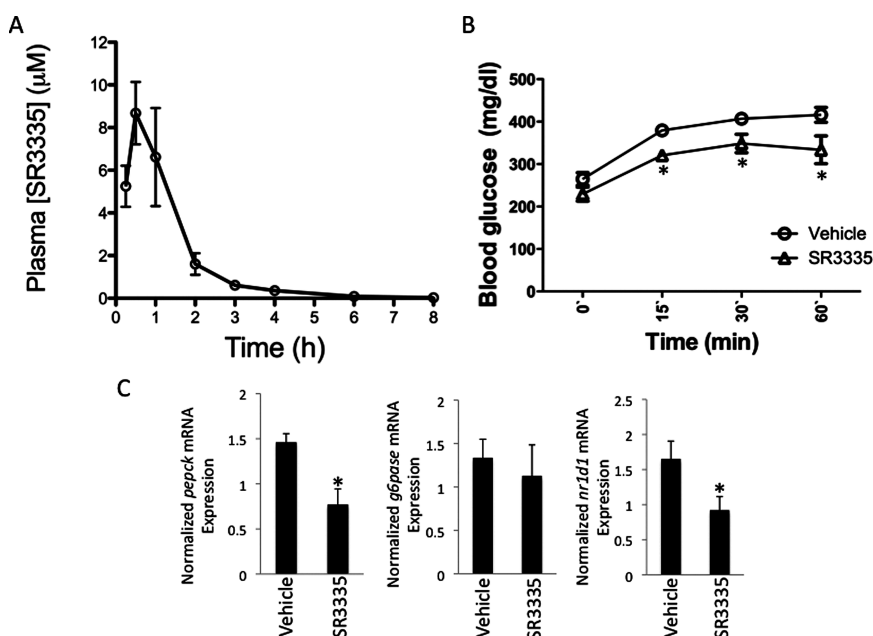 A
Plasma [SR3335] (µM)
12
10
8
6
4
2
0
0 1 2 3 4 5 6 7 8
Time (h)
B
Blood glucose (mg/dl)
500
400
300
200
100
0
* * *
Vehicle
SR3335
0` 15` 30` 60`
Time (min)
C
Normalized pepck mRNA
Expression
2
1.5
1
0.5
0
*
Vehicle
SR3335
Normalized g6pase mRNA
Expression
2
1.5
1
0.5
0
Vehicle
SR3335
Normalized nr1d1 mRNA
Expression
2.5
2
1.5
1
0.5
0
*
Vehicle
SR3335